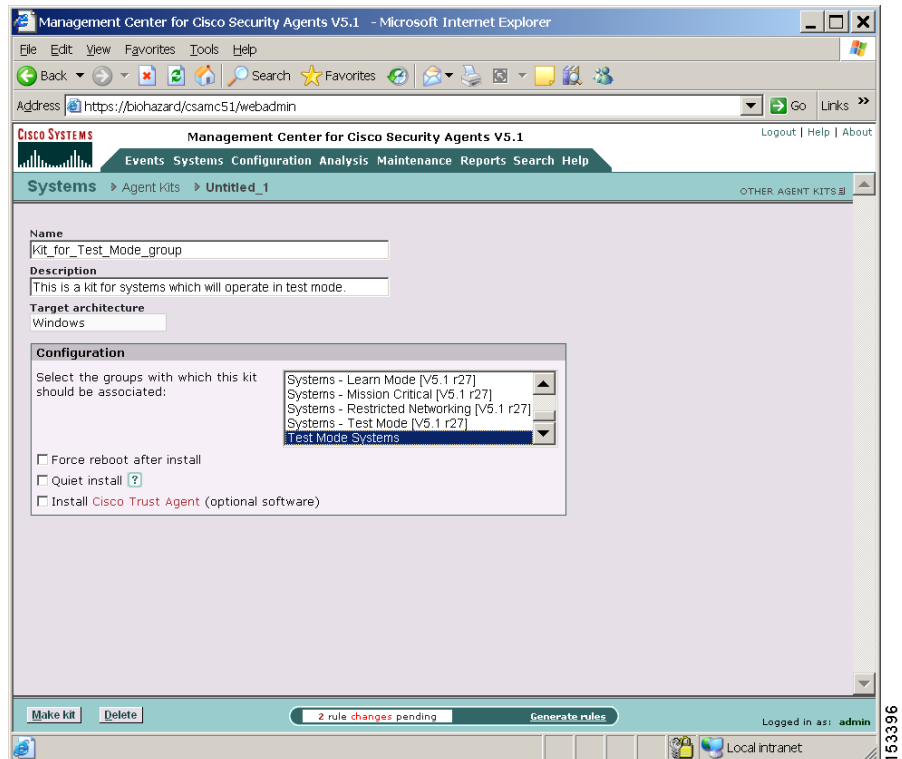 Management Center for Cisco Security Agents V5.1 - Microsoft Internet Explorer
File Edit View Favorites Tools Help
Back Search Favorites
Address https://biohazard/csamc51/webadmin Go Links »
CISCO SYSTEMS Management Center for Cisco Security Agents V5.1 Logout | Help | About
Events Systems Configuration Analysis Maintenance Reports Search Help
Systems Agent Kits Untitled_1 OTHER AGENT KITS
Name
Kit_for_Test_Mode_group
Description
This is a kit for systems which will operate in test mode.
Target architecture
Windows
Configuration
Select the groups with which this kit should be associated:
Systems - Learn Mode [V5.1 r27]
Systems - Mission Critical [V5.1 r27]
Systems - Restricted Networking [V5.1 r27]
Systems - Test Mode [V5.1 r27]
Test Mode Systems
Force reboot after install
Quiet install ?
Install Cisco Trust Agent (optional software)
Make kit Delete 2 rule changes pending Generate rules Logged in as: admin
Local intranet
153396